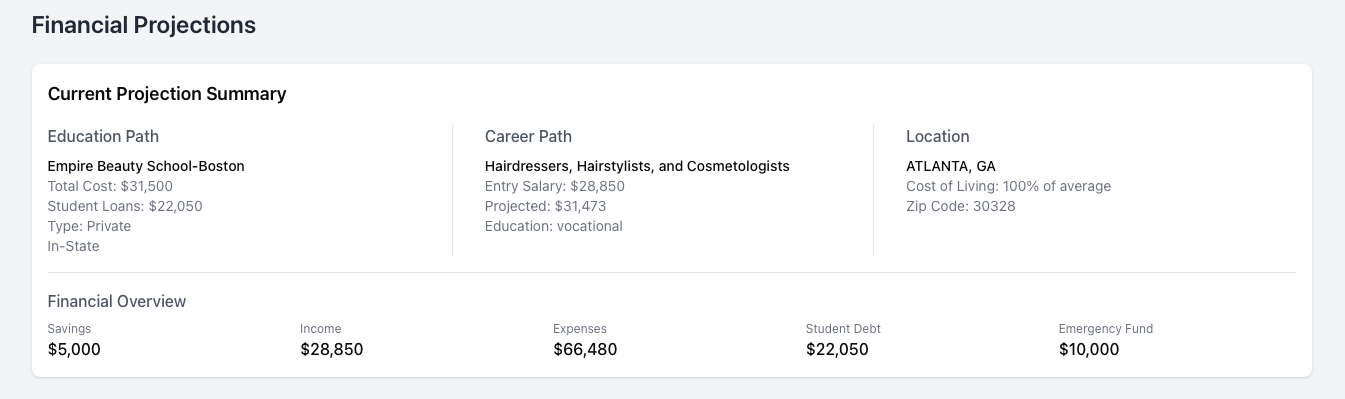 Financial Projections
Current Projection Summary
Education Path
Empire Beauty School-Boston
Total Cost: $31,500
Student Loans: $22,050
Type: Private
In-State
Career Path
Hairdressers, Hairstylists, and Cosmetologists
Entry Salary: $28,850
Projected: $31,473
Education: vocational
Location
ATLANTA, GA
Cost of Living: 100% of average
Zip Code: 30328
Financial Overview
Savings
$5,000
Income
$28,850
Expenses
$66,480
Student Debt
$22,050
Emergency Fund
$10,000